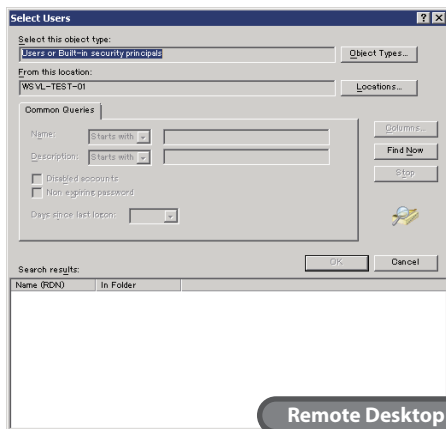 Select Users
Select this object type:
Users or Built-in security principals
Object Types...
From this location:
WSVL-TEST-01
Locations...
Common Queries
Name:
Starts with
Columns...
Description:
Starts with
Find Now
Disabled accounts
Stop
Non expiring password
Days since last logon:
OK
Cancel
Search results:
Name (RDN)
In Folder
Remote Desktop